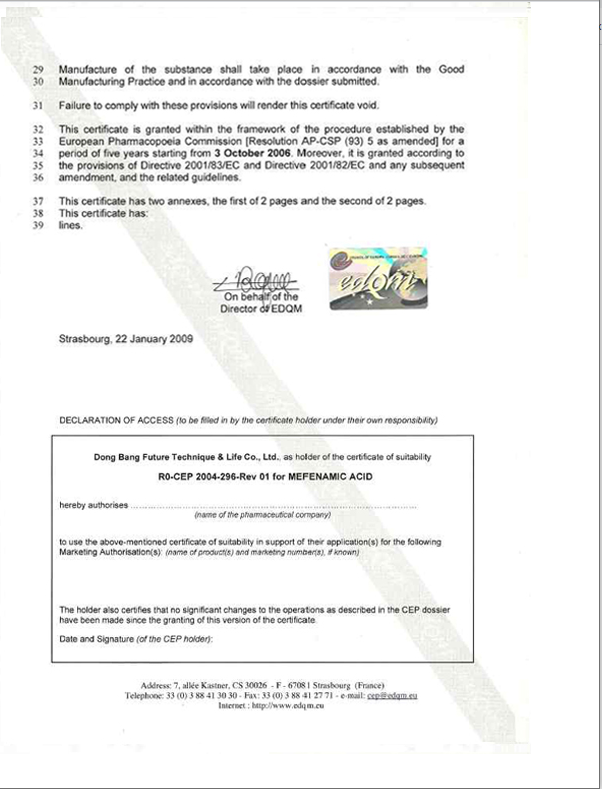 29 Manufacture of the substance shall take place in accordance with the Good
30 Manufacturing Practice and in accordance with the dossier submitted.
31 Failure to comply with these provisions will render this certificate void.
32 This certificate is granted within the framework of the procedure established by the
33 European Pharmacopoeia Commission [Resolution AP-CSP (93) 5 as amended] for a
34 period of five years starting from 3 October 2006. Moreover, it is granted according to
35 the provisions of Directive 2001/83/EC and Directive 2001/82/EC and any subsequent
36 amendment, and the related guidelines.
37 This certificate has two annexes, the first of 2 pages and the second of 2 pages.
38 This certificate has:
39 lines.
edqm
On behalf of the
Director of EDQM
Strasbourg, 22 January 2009
DECLARATION OF ACCESS (to be filled in by the certificate holder under their own responsibility)
Dong Bang Future Technique & Life Co., Ltd., as holder of the certificate of suitability
R0-CEP 2004-296-Rev 01 for MEFENAMIC ACID
hereby authorises ......................................................................
(name of the pharmaceutical company)
to use the above-mentioned certificate of suitability in support of their application(s) for the following
Marketing Authorisation(s): (name of product(s) and marketing number(s), if known)
The holder also certifies that no significant changes to the operations as described in the CEP dossier
have been made since the granting of this version of the certificate.
Date and Signature (of the CEP holder):
Address: 7, allée Kastner, CS 30026 - F - 67081 Strasbourg (France)
Telephone: 33 (0) 3 88 41 30 30 - Fax: 33 (0) 3 88 41 27 71 - e-mail: cep@edqm.eu
Internet : http://www.edqm.eu